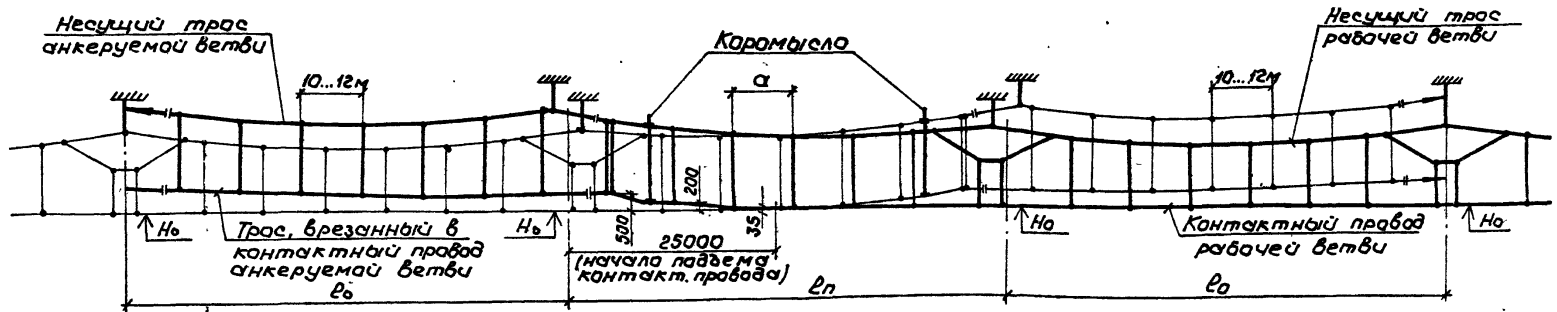 Несущий трос
анкеруемой ветви
10...12м
Коромысло
а
Несущий трос
рабочей ветви
10...12м
200
35
500
Но
Трос, врезанный в
контактный провод
анкеруемой ветви
Но
25000
(начало подъема
контакт. провода)
Но
Контактный провод
рабочей ветви
Но
ℓо
ℓп
ℓо